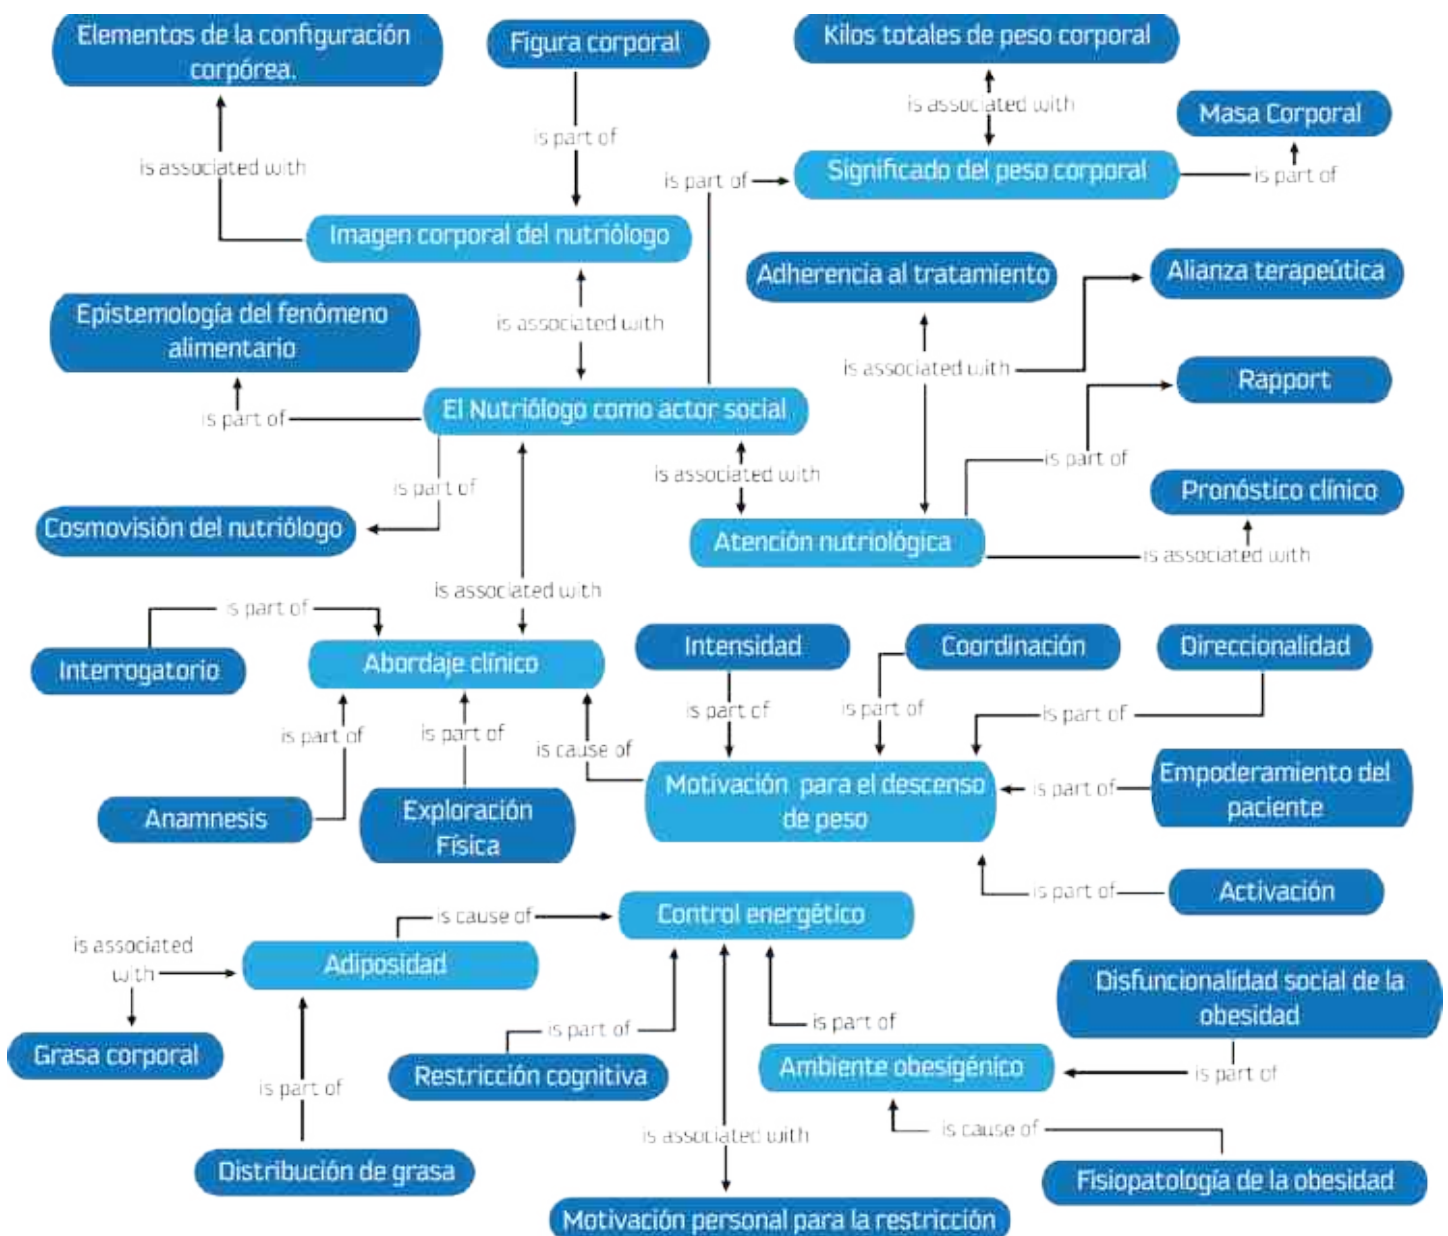 Elementos de la configuración
corpórea.
Figura corporal
Kilos totales de peso corporal
is associated with
Masa Corporal
is part of
is associated with
Significado del peso corporal
is part of
is part of
Imagen corporal del nutriólogo
Adherencia al tratamiento
Alianza terapeútica
Epistemología del fenómeno
alimentario
is associated with
is associated with
Rapport
El Nutriólogo como actor social
is part of
is part of
is associated with
is part of
Pronóstico clínico
Cosmovisión del nutriólogo
Atención nutriológica
is associated with
is associated with
is part of
Interrogatorio
Abordaje clínico
Intensidad
Coordinación
Direccionalidad
is part of
is part of
is part of
is part of
is part of
is cause of
Motivación para el descenso
de peso
is part of
Empoderamiento del
paciente
Anamnesis
Exploración
Física
is part of
Activación
Control energético
is cause of
is associated
with
Adiposidad
Disfuncionalidad social de la
obesidad
is part of
is part of
Grasa corporal
Restricción cognitiva
Ambiente obesigénico
is part of
is part of
is associated with
is cause of
Distribución de grasa
Fisiopatología de la obesidad
Motivación personal para la restricción